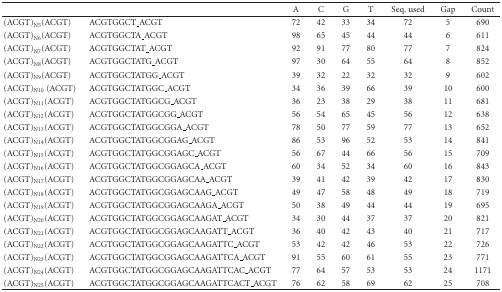 A C G T Seq. used Gap Count
(ACGT)N5(ACGT) ACGTGGCT_ACGT 72 42 33 34 72 5 690
(ACGT)N6(ACGT) ACGTGGCTA_ACGT 98 65 45 44 44 6 611
(ACGT)N7(ACGT) ACGTGGCTAT_ACGT 92 91 77 80 77 7 824
(ACGT)N8(ACGT) ACGTGGCTATG_ACGT 97 30 64 55 64 8 852
(ACGT)N9(ACGT) ACGTGGCTATGG_ACGT 39 32 22 32 32 9 602
(ACGT)N10 (ACGT) ACGTGGCTATGGC_ACGT 34 36 39 66 39 10 600
(ACGT)N11(ACGT) ACGTGGCTATGGCG_ACGT 36 23 38 29 38 11 681
(ACGT)N12(ACGT) ACGTGGCTATGGCGG_ACGT 56 54 65 45 56 12 638
(ACGT)N13(ACGT) ACGTGGCTATGGCGGA_ACGT 78 50 77 59 77 13 652
(ACGT)N14(ACGT) ACGTGGCTATGGCGGAG_ACGT 86 53 96 52 53 14 841
(ACGT)N15(ACGT) ACGTGGCTATGGCGGAGC_ACGT 56 67 44 66 56 15 709
(ACGT)N16(ACGT) ACGTGGCTATGGCGGAGCA_ACGT 60 34 52 34 60 16 843
(ACGT)N17(ACGT) ACGTGGCTATGGCGGAGCAA_ACGT 39 41 42 39 42 17 830
(ACGT)N18(ACGT) ACGTGGCTATGGCGGAGCAAG_ACGT 49 47 58 48 49 18 719
(ACGT)N19(ACGT) ACGTGGCTATGGCGGAGCAAGA_ACGT 50 38 49 44 44 19 695
(ACGT)N20(ACGT) ACGTGGCTATGGCGGAGCAAGAT_ACGT 34 30 44 37 37 20 821
(ACGT)N21(ACGT) ACGTGGCTATGGCGGAGCAAGATT_ACGT 36 40 42 43 40 21 717
(ACGT)N22(ACGT) ACGTGGCTATGGCGGAGCAAGATTC_ACGT 53 42 42 46 53 22 726
(ACGT)N23(ACGT) ACGTGGCTATGGCGGAGCAAGATTCA_ACGT 91 55 60 61 55 23 771
(ACGT)N24(ACGT) ACGTGGCTATGGCGGAGCAAGATTCAC_ACGT 77 64 57 53 53 24 1171
(ACGT)N25(ACGT) ACGTGGCTATGGCGGAGCAAGATTCACT_ACGT 76 62 58 69 62 25 708